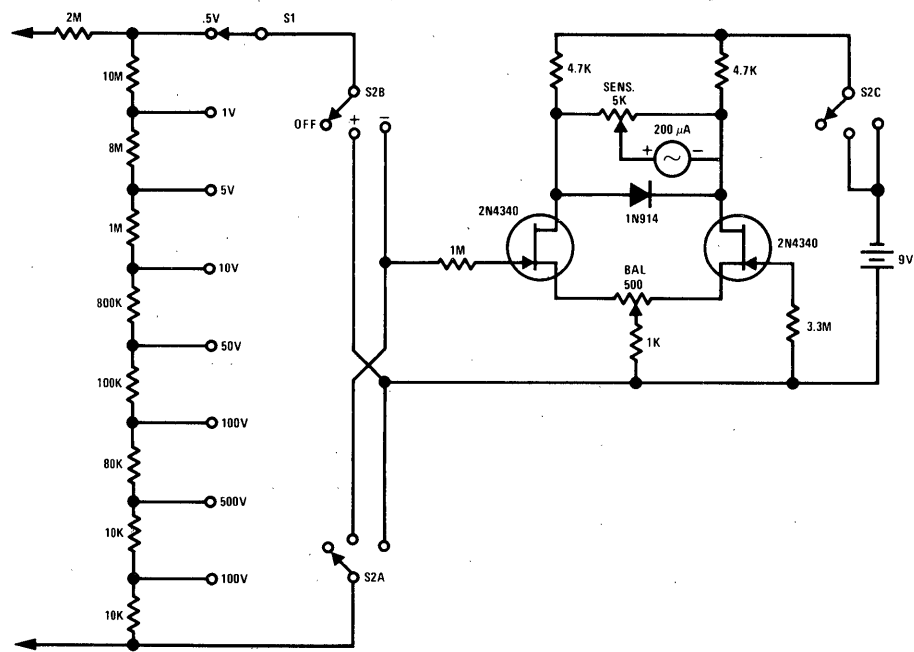 2M
.5V
S1
10M
1V
8M
5V
1M
10V
800K
50V
100K
100V
80K
500V
10K
100V
10K
S2B
OFF
+
−
S2A
1M
2N4340
4.7K
4.7K
SENS.
5K
200 µA
+
−
1N914
2N4340
BAL
500
1K
3.3M
S2C
9V